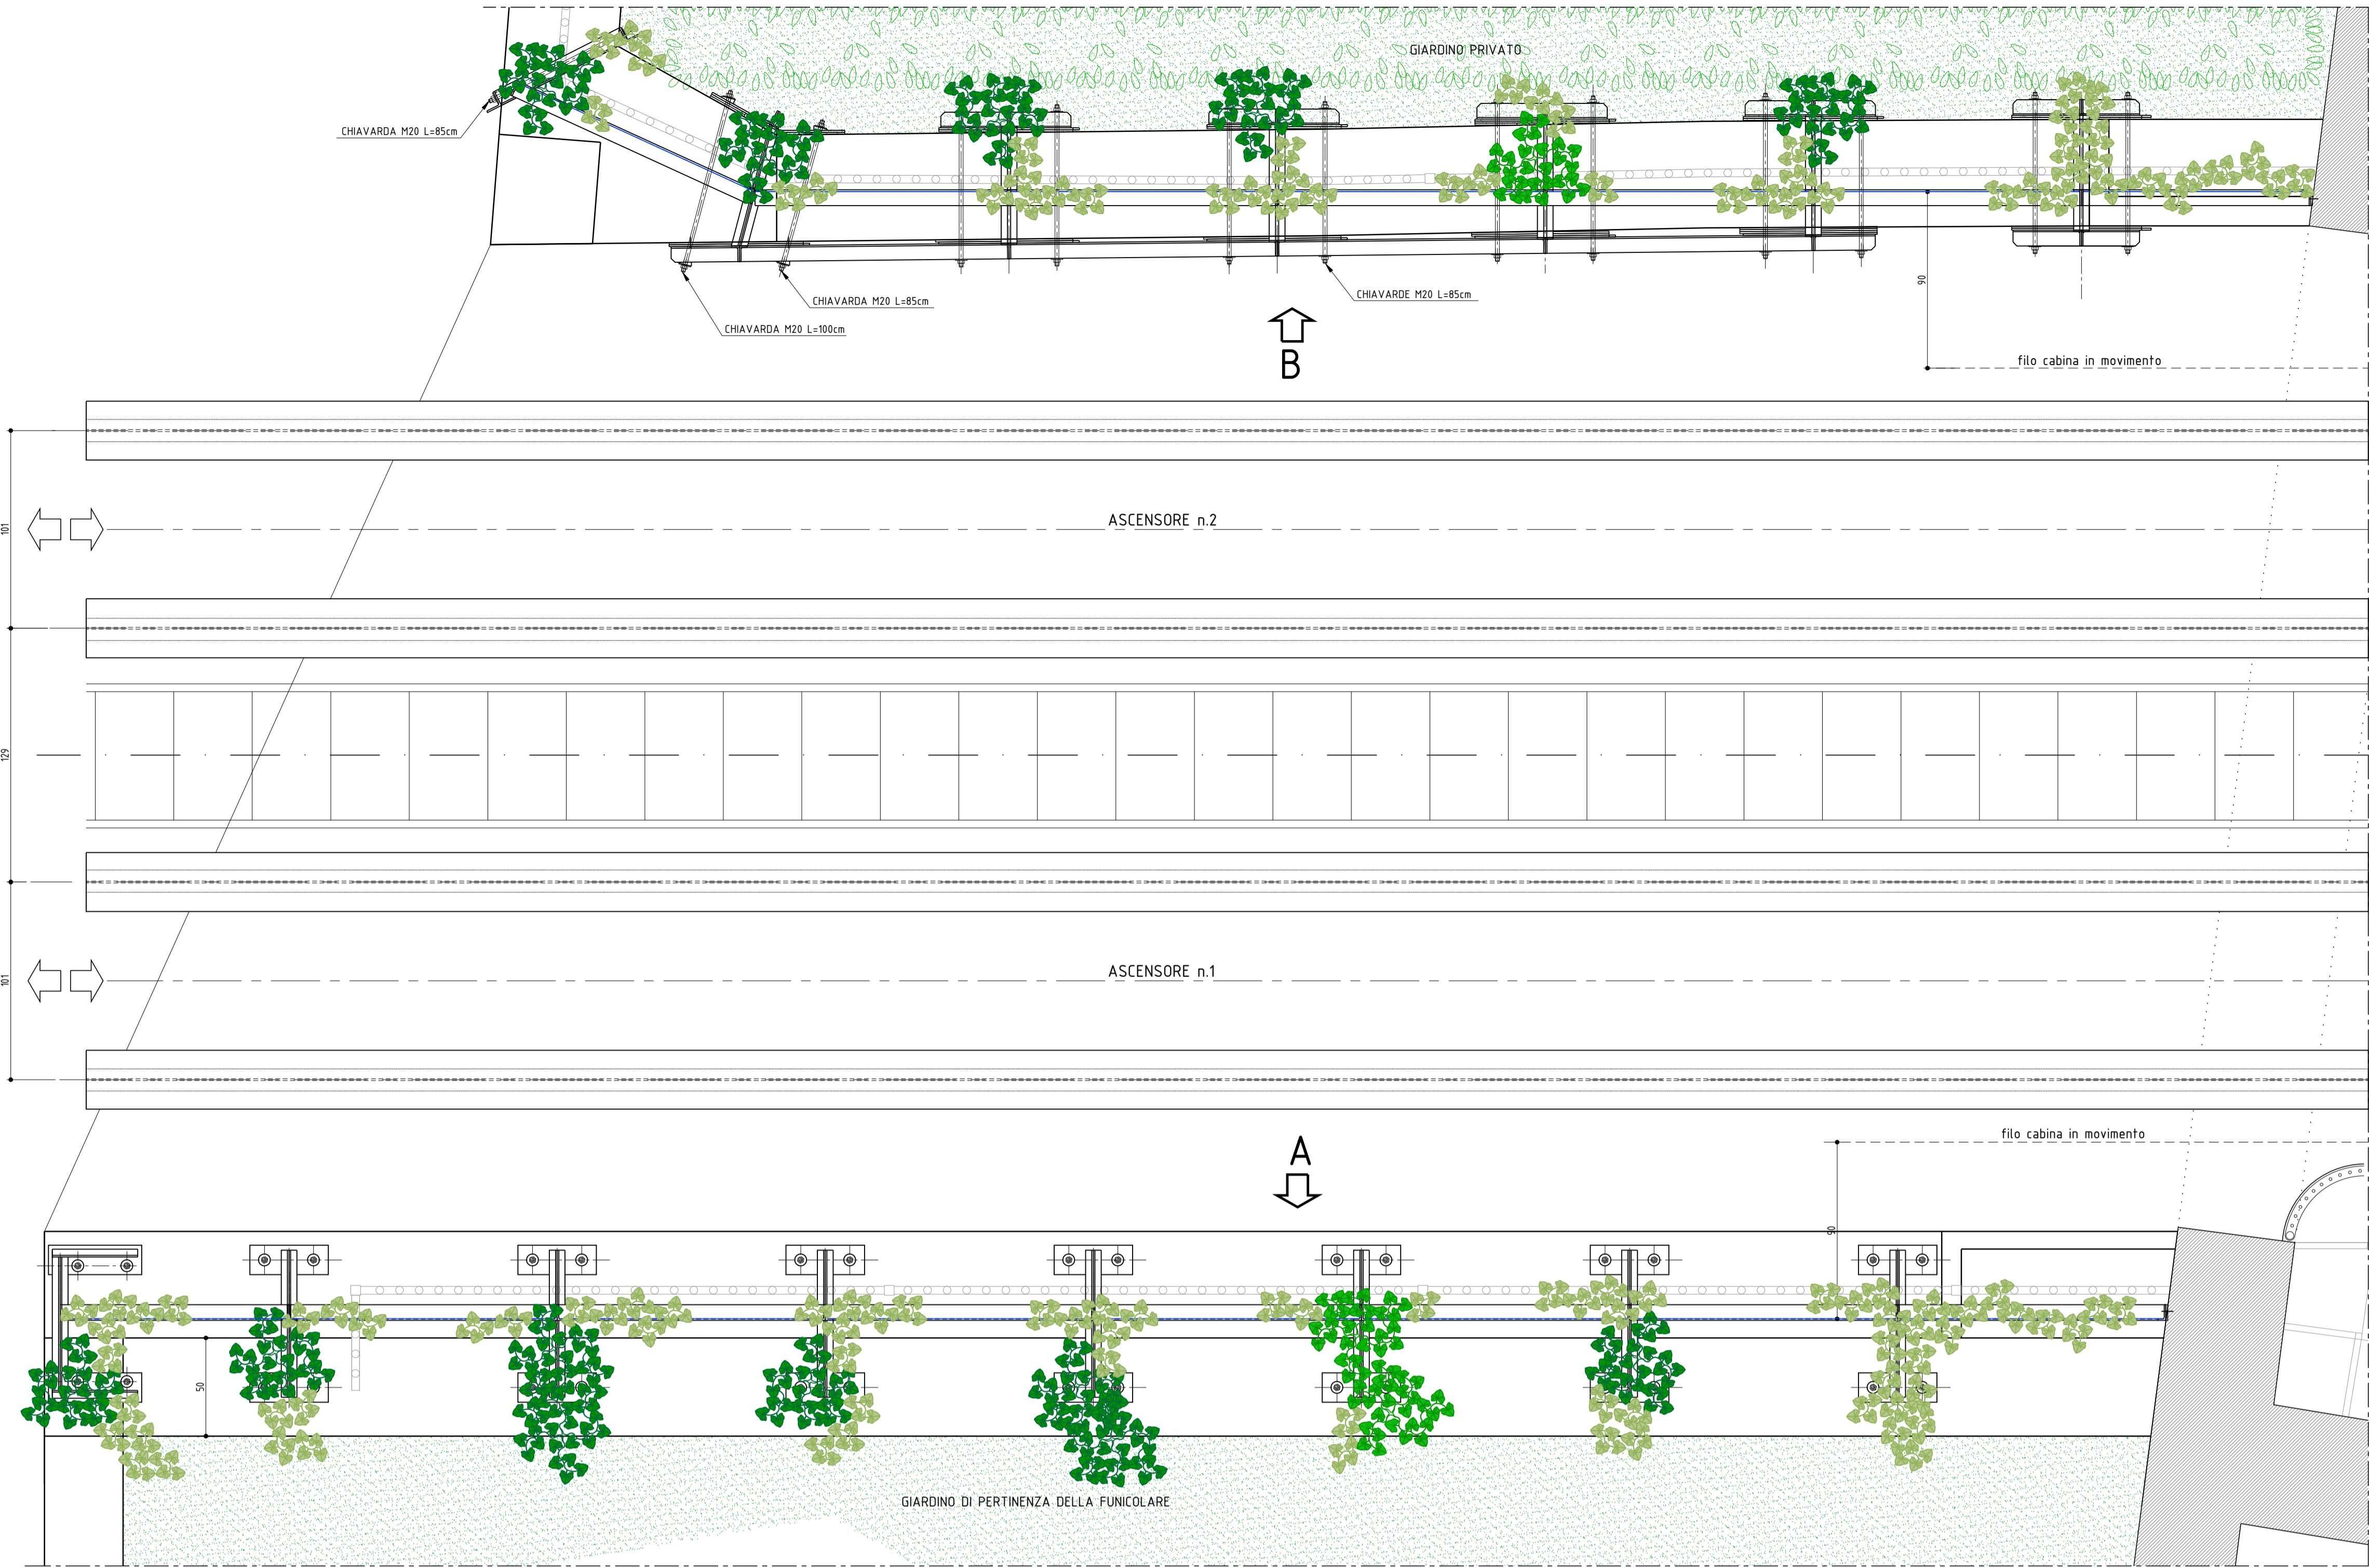 GIARDINO PRIVATO
CHIAVARDA M20 L=85cm
CHIAVARDA M20 L=85cm
CHIAVARDE M20 L=85cm
CHIAVARDA M20 L=100cm
90
B
filo cabina in movimento
101
ASCENSORE n.2
129
101
ASCENSORE n.1
filo cabina in movimento
A
90
50
GIARDINO DI PERTINENZA DELLA FUNICOLARE